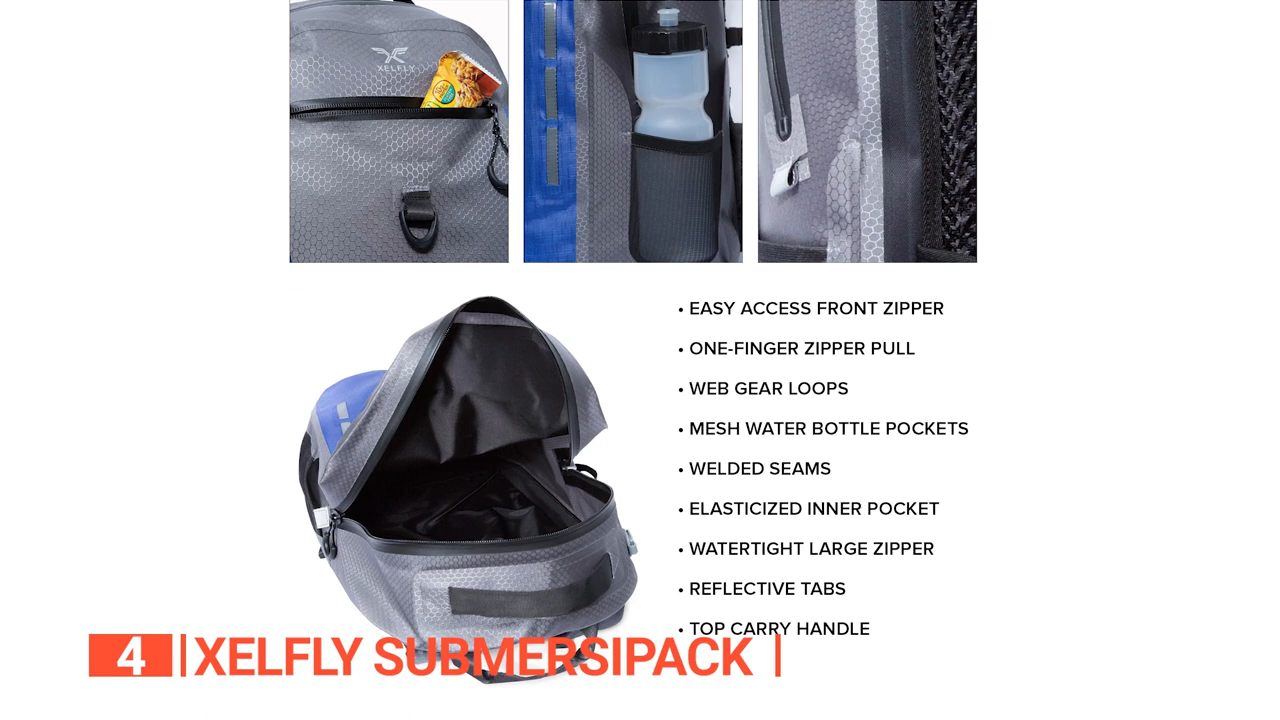 XELFLY
• EASY ACCESS FRONT ZIPPER
• ONE-FINGER ZIPPER PULL
• WEB GEAR LOOPS
• MESH WATER BOTTLE POCKETS
• WELDED SEAMS
• ELASTICIZED INNER POCKET
• WATERTIGHT LARGE ZIPPER
• REFLECTIVE TABS
• TOP CARRY HANDLE
4 | XELFLY SUBMERSIPACK |